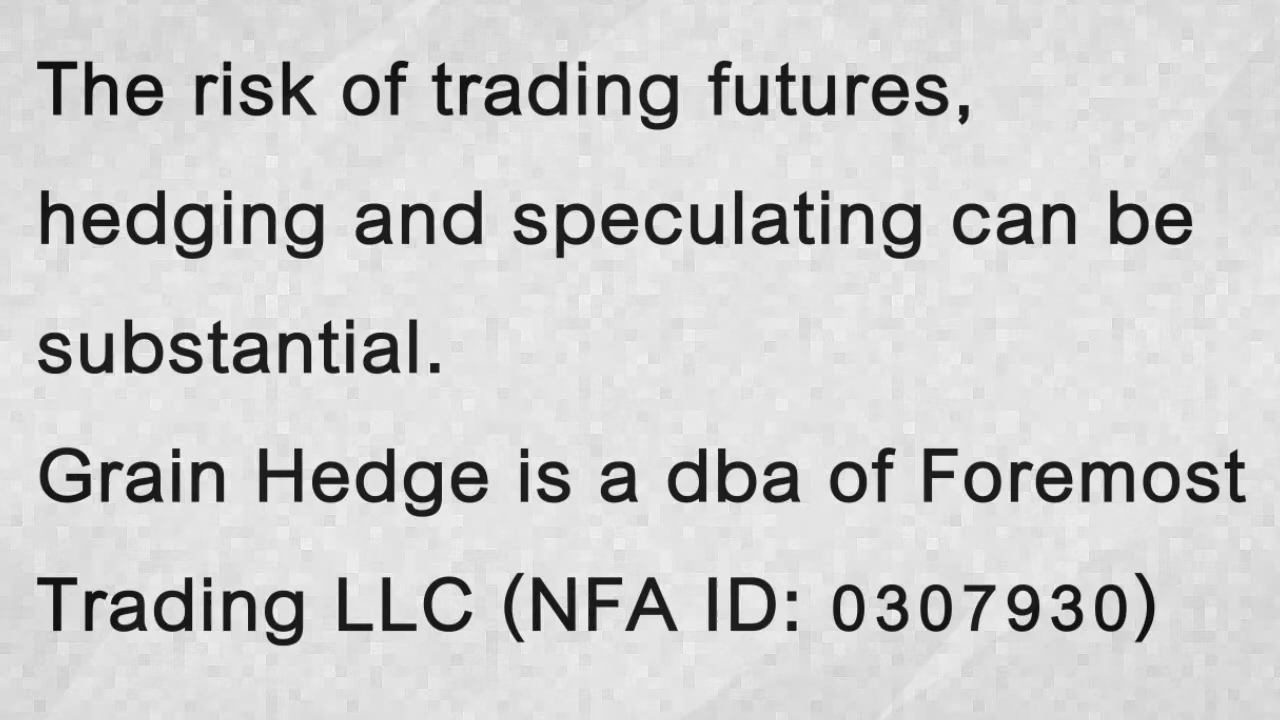 The risk of trading futures,
hedging and speculating can be
substantial.
Grain Hedge is a dba of Foremost
Trading LLC (NFA ID: 0307930)